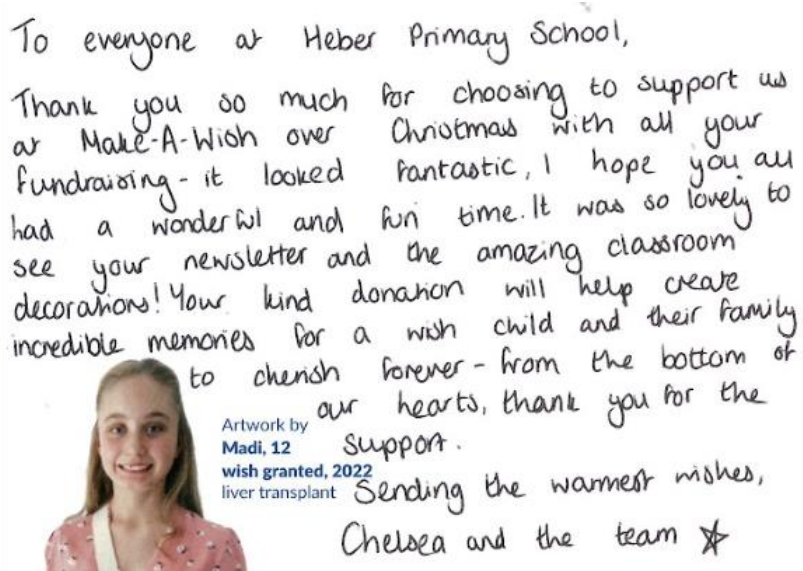 To everyone at Heber Primary School,
Thank you so much for choosing to support us
at Make-A-Wish over Christmas with all your
fundraising - it looked fantastic, I hope you all
had a wonderful and fun time. It was so lovely to
see your newsletter and the amazing classroom
decorations! Your kind donation will help create
incredible memories for a wish child and their family
to cherish forever - from the bottom of
our hearts, thank you for the
support.
Sending the warmest wishes,
Chelsea and the team ☆
Artwork by
Madi, 12
wish granted, 2022
liver transplant